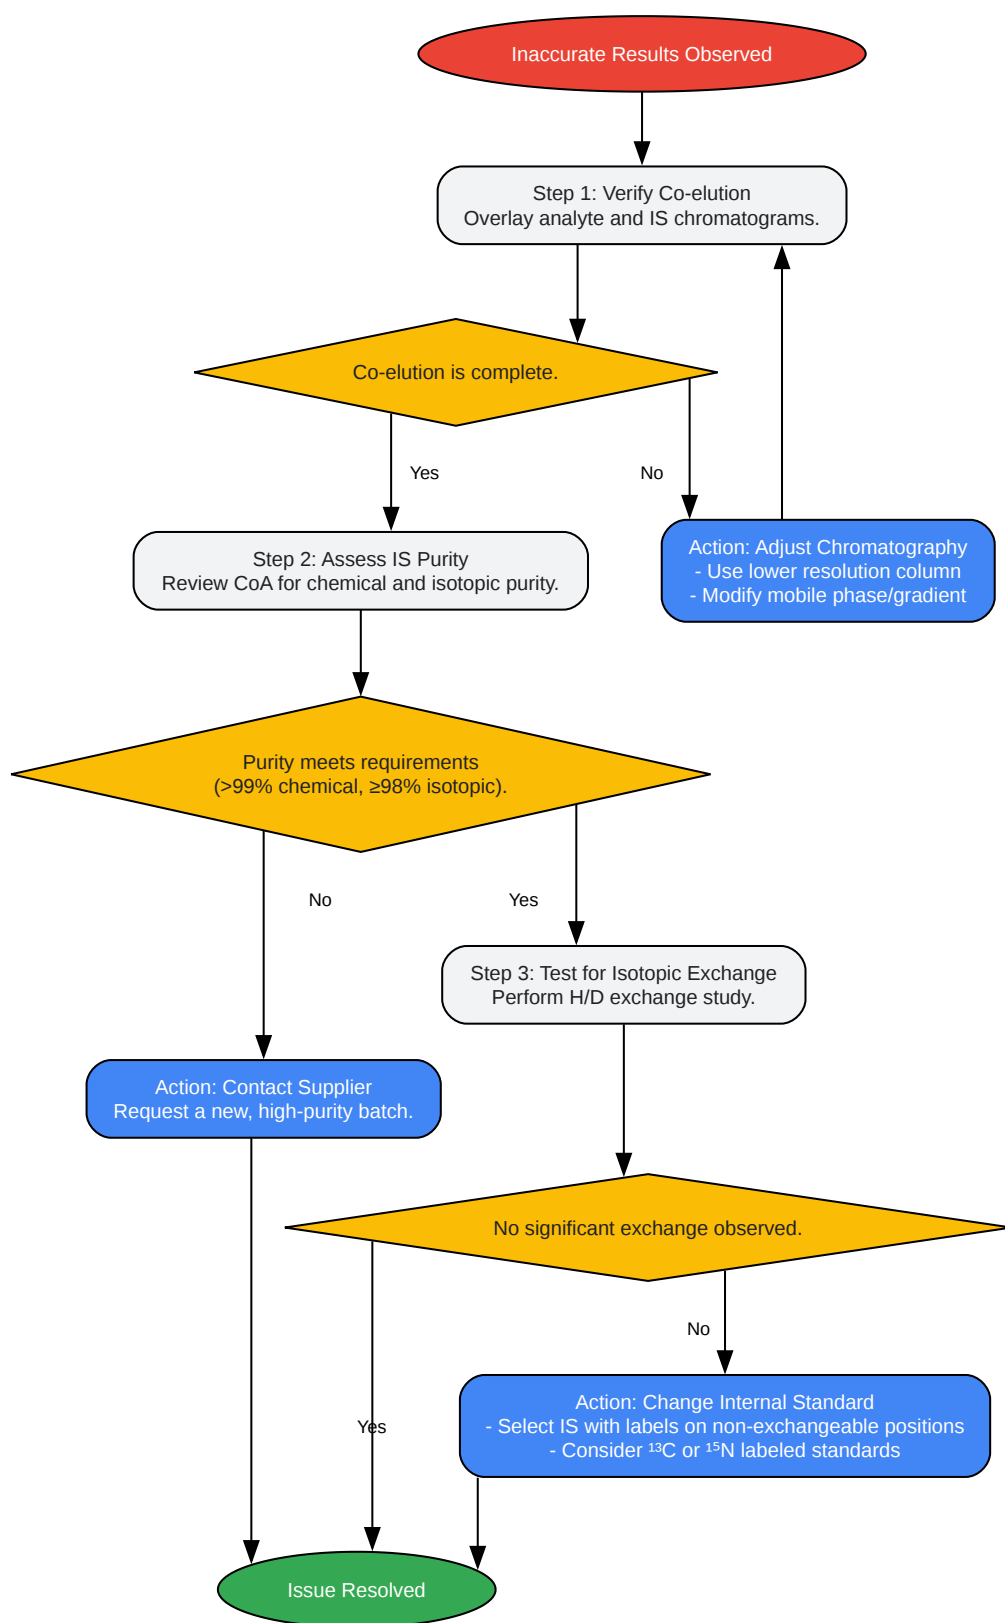 Inaccurate Results Observed
Step 1: Verify Co-elution
Overlay analyte and IS chromatograms.
Co-elution is complete.
Yes
No
Step 2: Assess IS Purity
Review CoA for chemical and isotopic purity.
Action: Adjust Chromatography
- Use lower resolution column
- Modify mobile phase/gradient
Purity meets requirements
(>99% chemical, ≥98% isotopic).
No
Yes
Step 3: Test for Isotopic Exchange
Perform H/D exchange study.
Action: Contact Supplier
Request a new, high-purity batch.
No significant exchange observed.
No
Yes
Action: Change Internal Standard
- Select IS with labels on non-exchangeable positions
- Consider ¹³C or ¹⁵N labeled standards
Issue Resolved